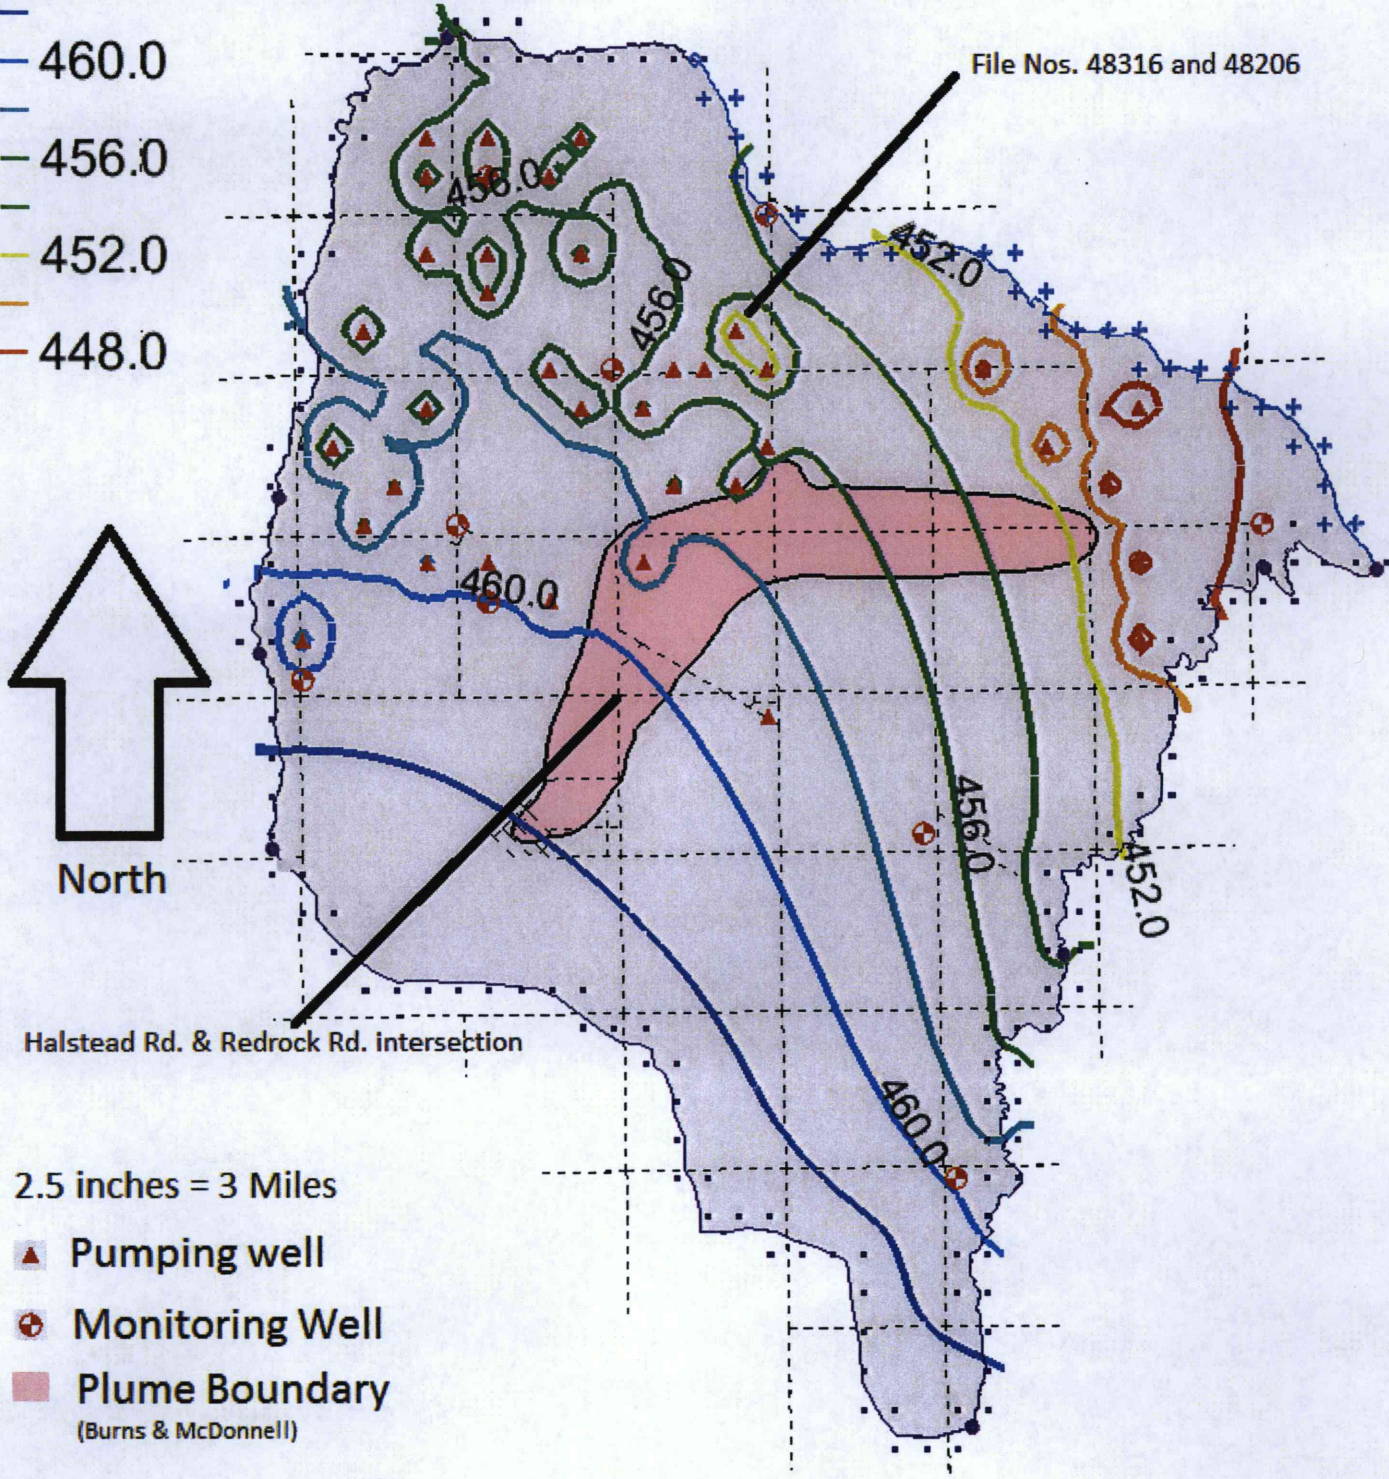 460.0
456.0
452.0
448.0
File Nos. 48316 and 48206
456.0
452.0
456.0
460.0
North
456.0
452.0
Halstead Rd. & Redrock Rd. intersection
460.0
2.5 inches = 3 Miles
Pumping well
Monitoring Well
Plume Boundary
(Burns & McDonnell)